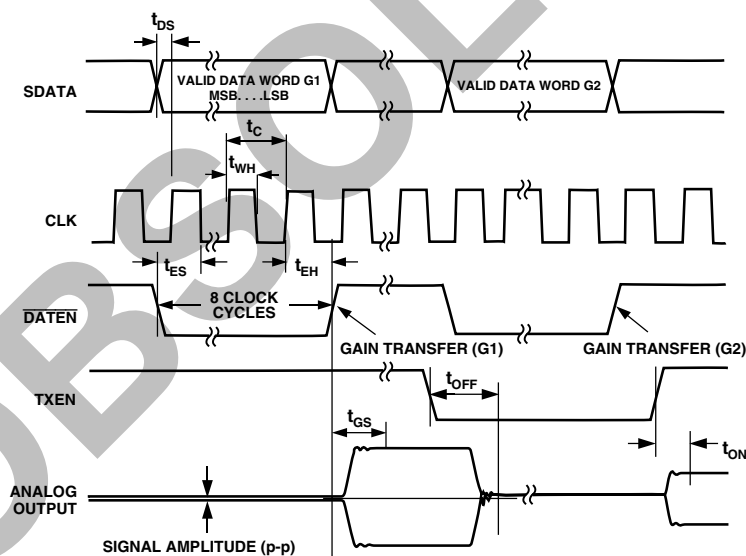 OBSOL
tDS
SDATA
VALID DATA WORD G1
MSB. . . .LSB
VALID DATA WORD G2
tC
tWH
CLK
tES
tEH
DATEN
8 CLOCK
CYCLES
GAIN TRANSFER (G1)
GAIN TRANSFER (G2)
TXEN
tOFF
tGS
tON
ANALOG
OUTPUT
SIGNAL AMPLITUDE (p-p)